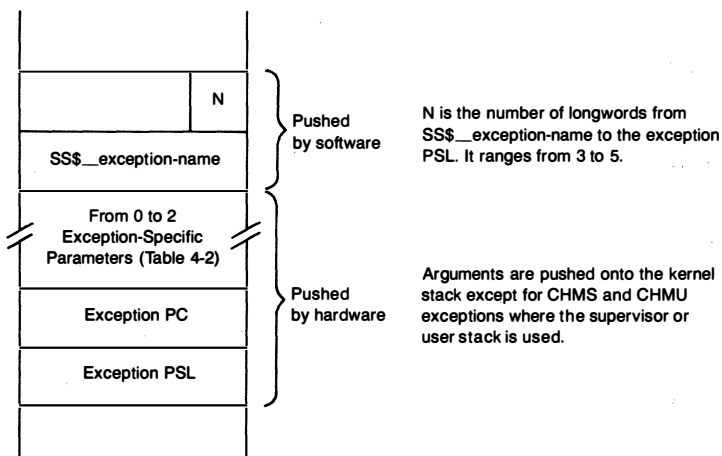 N
SS$__exception-name
From 0 to 2
Exception-Specific
Parameters (Table 4-2)
Exception PC
Exception PSL
Pushed
by software
Pushed
by hardware
N is the number of longwords from
SS$__exception-name to the exception
PSL. It ranges from 3 to 5.
Arguments are pushed onto the kernel
stack except for CHMS and CHMU
exceptions where the supervisor or
user stack is used.